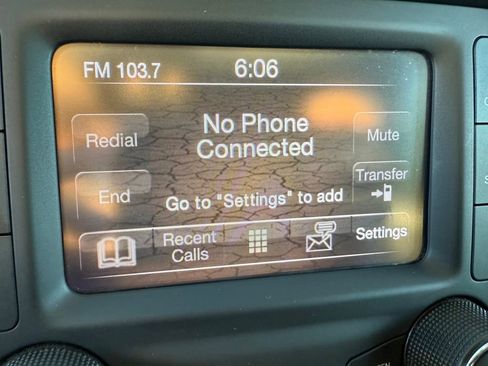 FM 103.7
6:06
Redial
No Phone
Connected
Mute
End
Go to "Settings" to add
Transfer
Recent
Calls
Settings